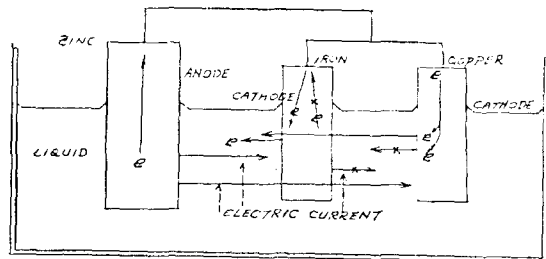 ZINC
ANODE
IRON
COPPER
CATHODE
CATHODE
LIQUID
e
e
e
e
e
e
ELECTRIC CURRENT